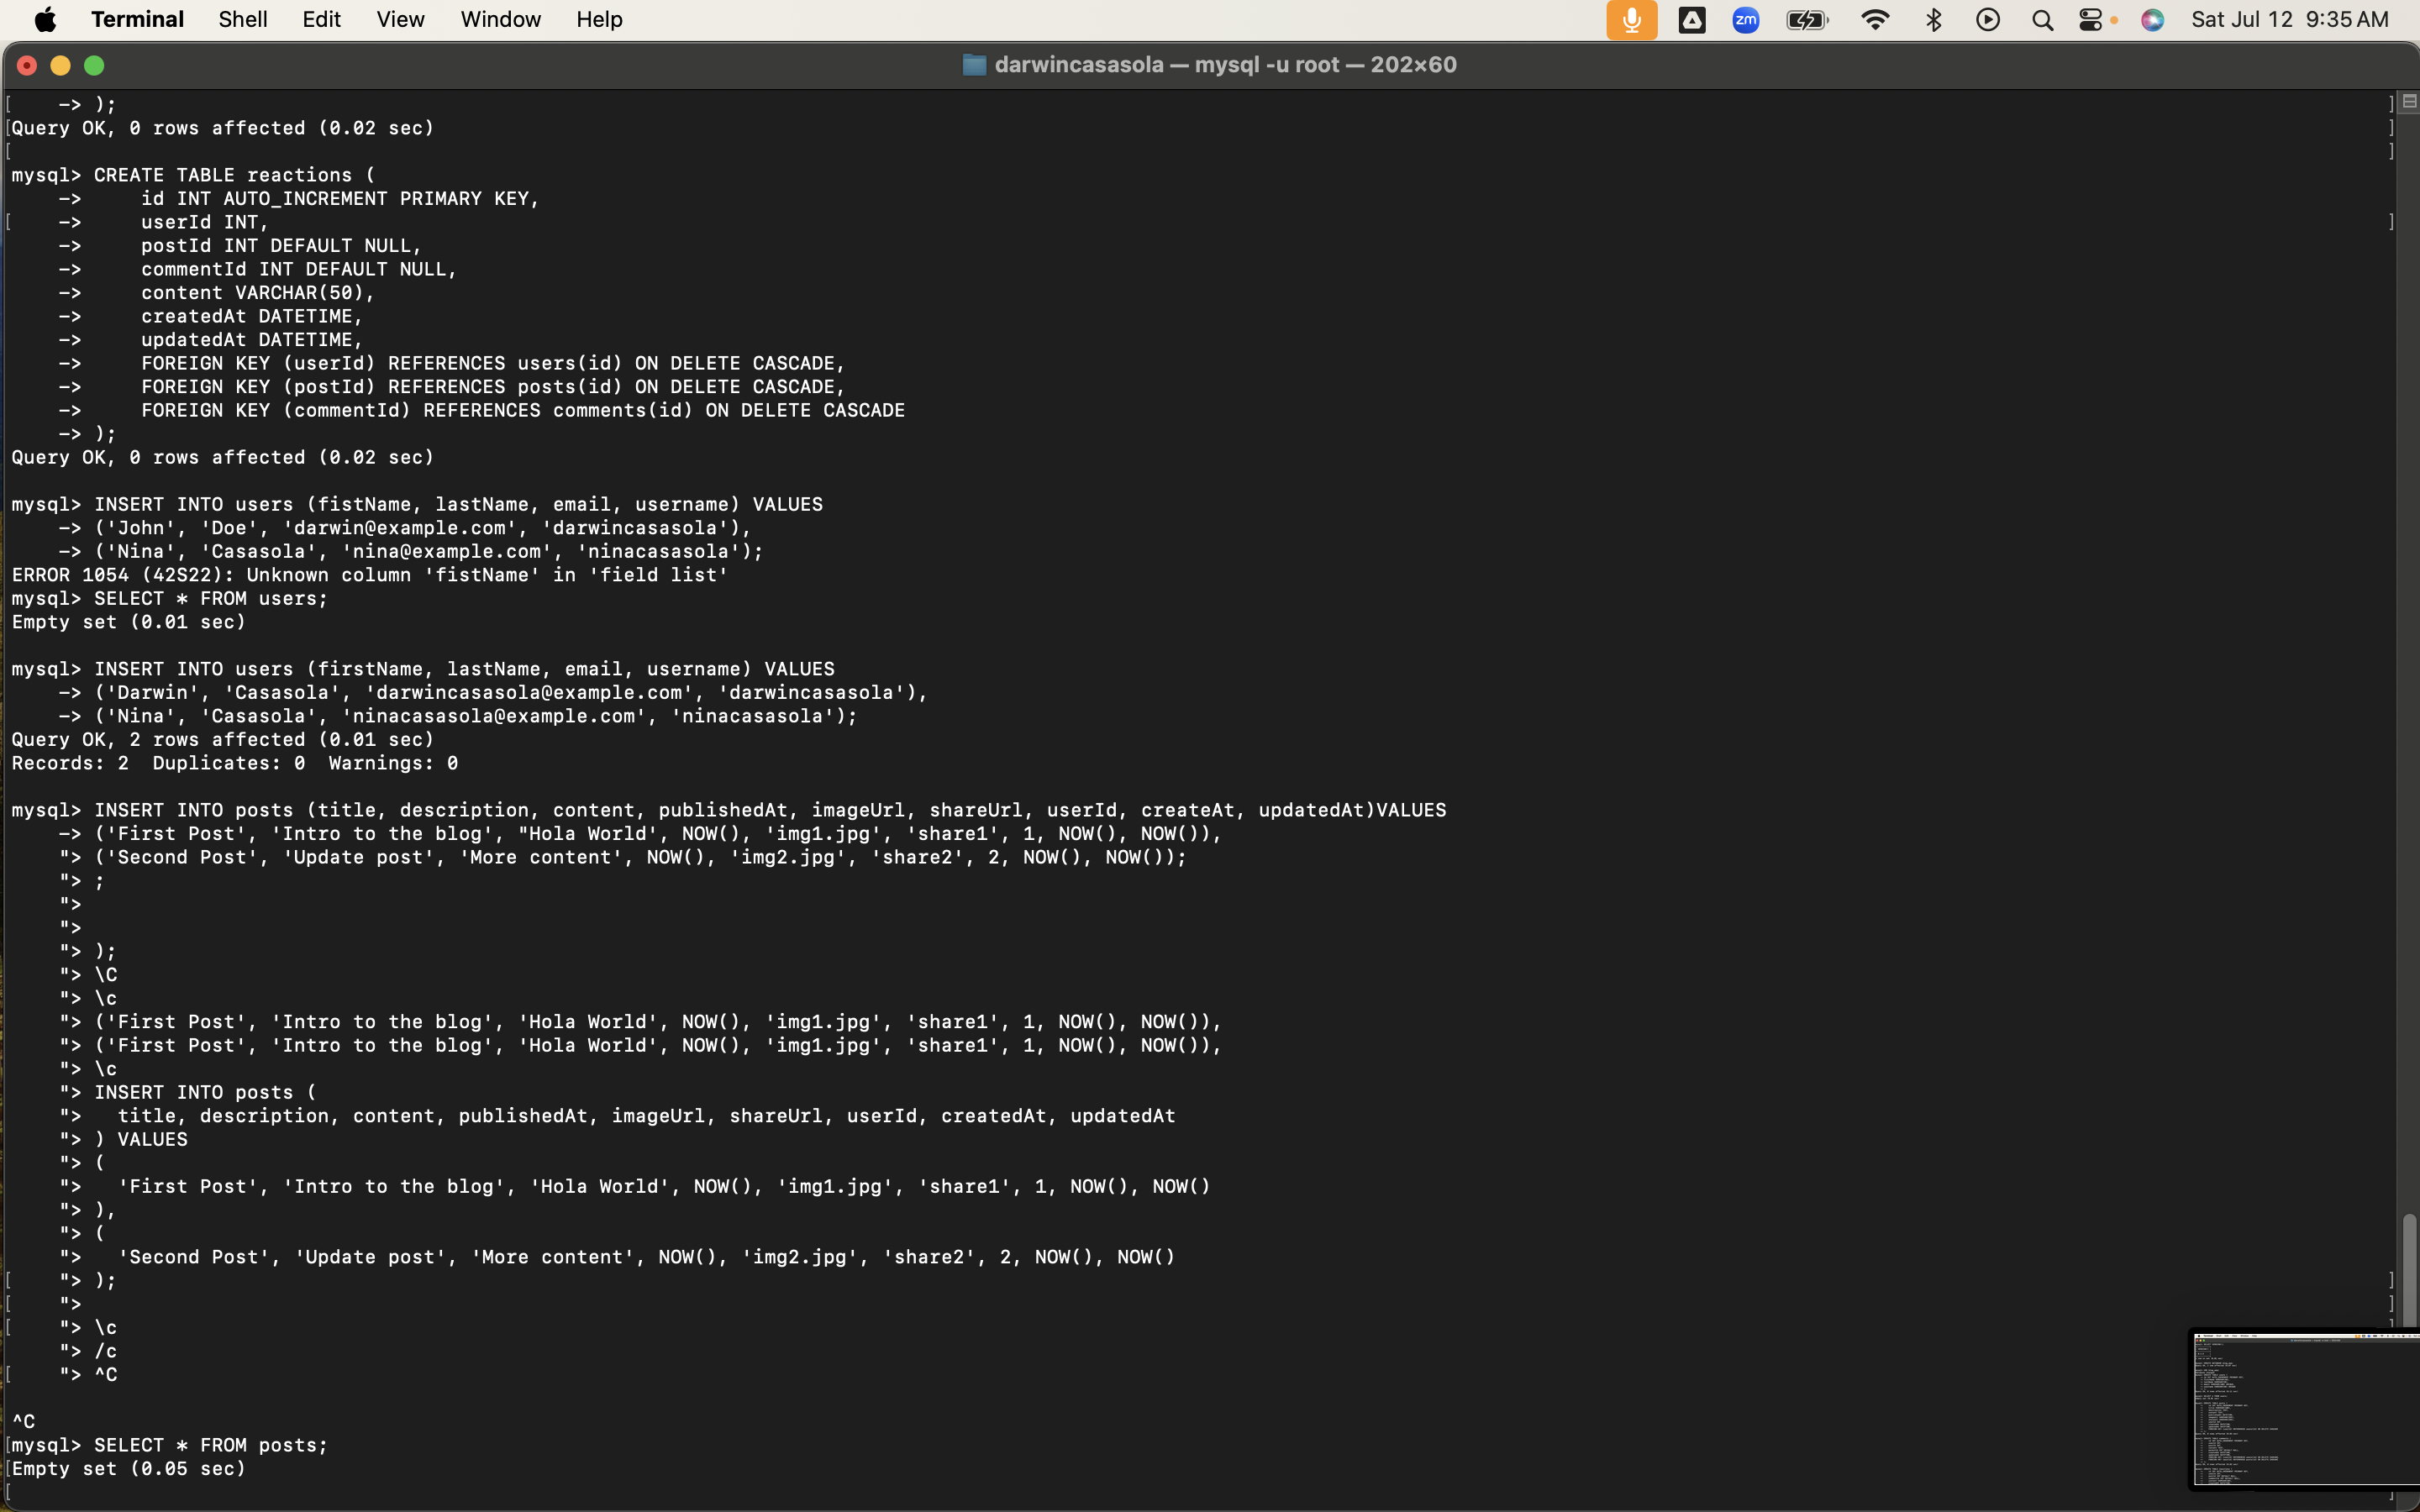 Terminal Shell Edit View Window Help zm Sat Jul 12 9:35 AM
darwincasasola — mysql -u root — 202×60
[    -> ); ]
[Query OK, 0 rows affected (0.02 sec) ]
[ ]
mysql> CREATE TABLE reactions (
    ->     id INT AUTO_INCREMENT PRIMARY KEY,
[    ->     userId INT, ]
    ->     postId INT DEFAULT NULL,
    ->     commentId INT DEFAULT NULL,
    ->     content VARCHAR(50),
    ->     createdAt DATETIME,
    ->     updatedAt DATETIME,
    ->     FOREIGN KEY (userId) REFERENCES users(id) ON DELETE CASCADE,
    ->     FOREIGN KEY (postId) REFERENCES posts(id) ON DELETE CASCADE,
    ->     FOREIGN KEY (commentId) REFERENCES comments(id) ON DELETE CASCADE
    -> );
Query OK, 0 rows affected (0.02 sec)
mysql> INSERT INTO users (fistName, lastName, email, username) VALUES
    -> ('John', 'Doe', 'darwin@example.com', 'darwincasasola'),
    -> ('Nina', 'Casasola', 'nina@example.com', 'ninacasasola');
ERROR 1054 (42S22): Unknown column 'fistName' in 'field list'
mysql> SELECT * FROM users;
Empty set (0.01 sec)
mysql> INSERT INTO users (firstName, lastName, email, username) VALUES
    -> ('Darwin', 'Casasola', 'darwincasasola@example.com', 'darwincasasola'),
    -> ('Nina', 'Casasola', 'ninacasasola@example.com', 'ninacasasola');
Query OK, 2 rows affected (0.01 sec)
Records: 2  Duplicates: 0  Warnings: 0
mysql> INSERT INTO posts (title, description, content, publishedAt, imageUrl, shareUrl, userId, createAt, updatedAt)VALUES
    -> ('First Post', 'Intro to the blog', "Hola World', NOW(), 'img1.jpg', 'share1', 1, NOW(), NOW()),
    "> ('Second Post', 'Update post', 'More content', NOW(), 'img2.jpg', 'share2', 2, NOW(), NOW());
    "> ;
    ">
    ">
    "> );
    "> \C
    "> \c
    "> ('First Post', 'Intro to the blog', 'Hola World', NOW(), 'img1.jpg', 'share1', 1, NOW(), NOW()),
    "> ('First Post', 'Intro to the blog', 'Hola World', NOW(), 'img1.jpg', 'share1', 1, NOW(), NOW()),
    "> \c
    "> INSERT INTO posts (
    ">   title, description, content, publishedAt, imageUrl, shareUrl, userId, createdAt, updatedAt
    "> ) VALUES
    "> (
    ">   'First Post', 'Intro to the blog', 'Hola World', NOW(), 'img1.jpg', 'share1', 1, NOW(), NOW()
    "> ),
    "> (
    ">   'Second Post', 'Update post', 'More content', NOW(), 'img2.jpg', 'share2', 2, NOW(), NOW()
[    "> ); ]
[    "> ]
[    "> \c ]
    "> /c
[    "> ^C
^C
[mysql> SELECT * FROM posts;
[Empty set (0.05 sec)
[ ]